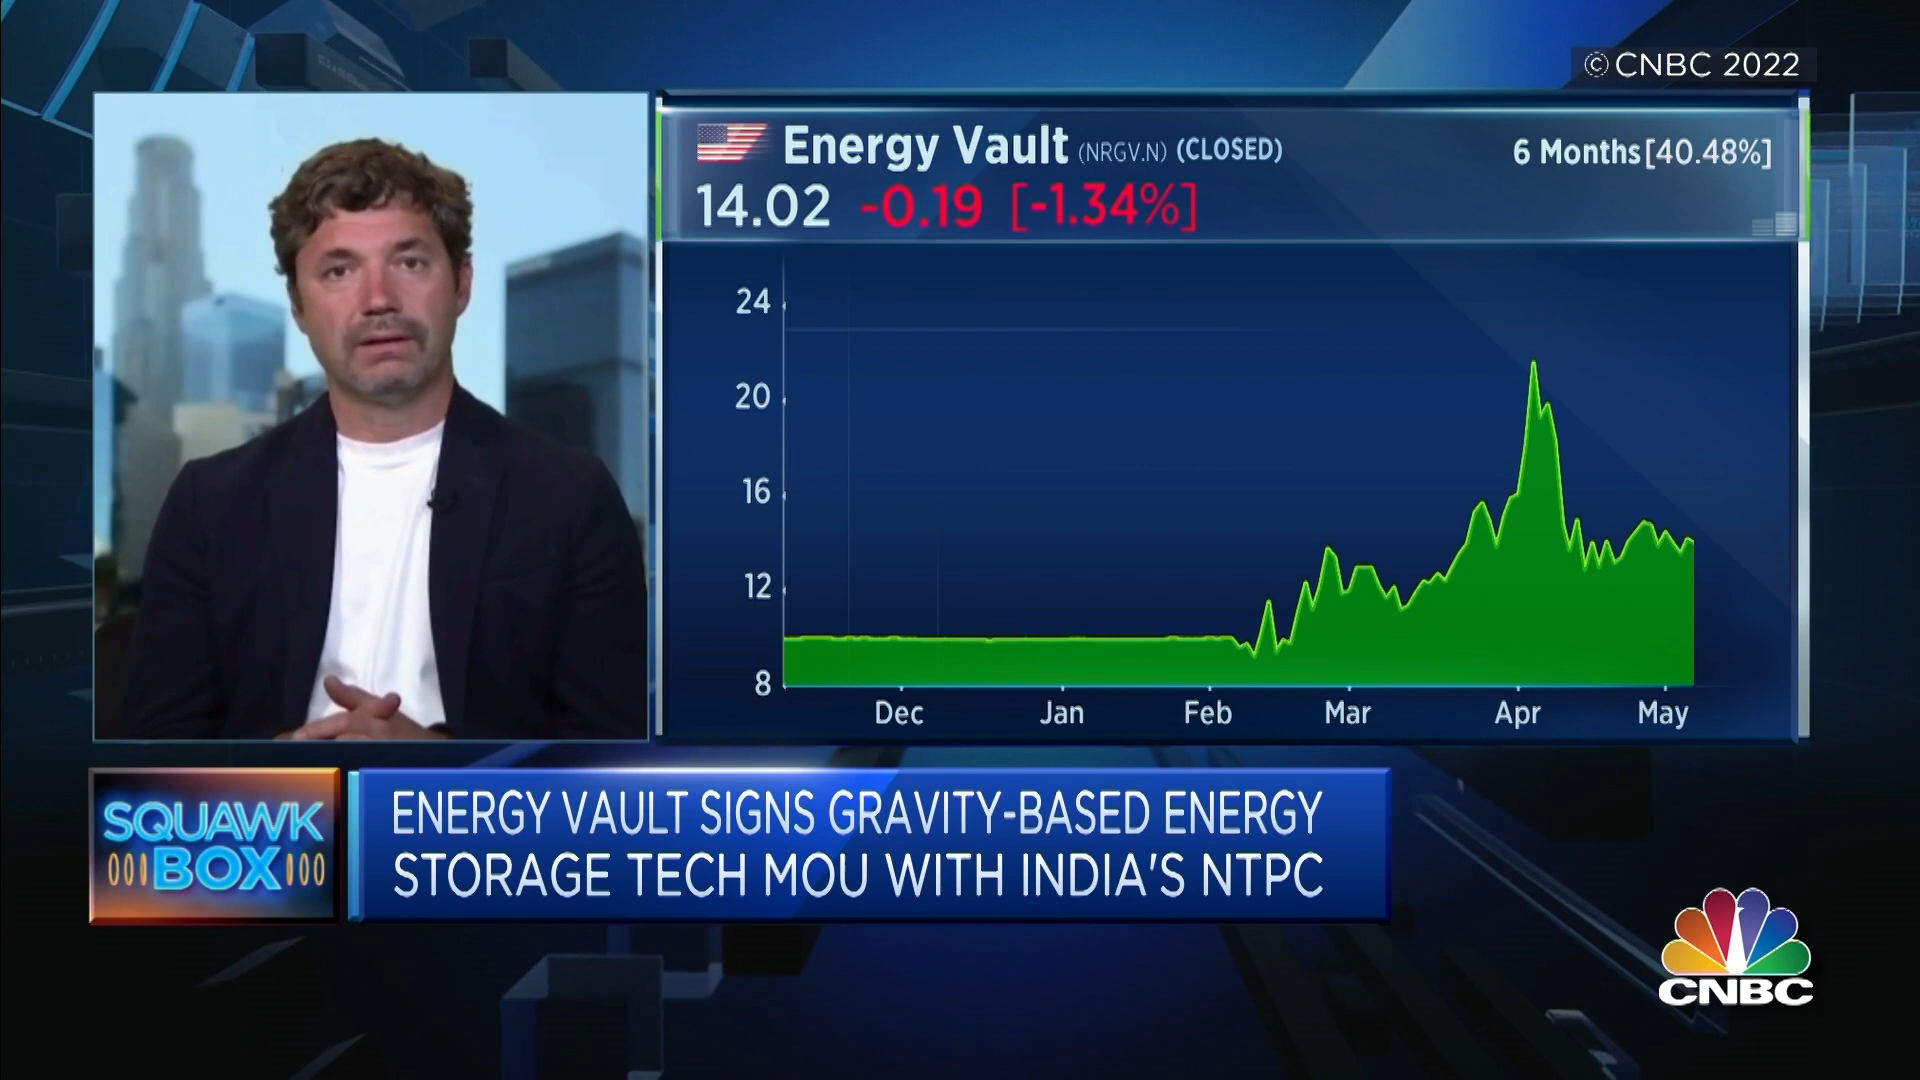 © CNBC 2022
Energy Vault (NRGV.N) (CLOSED)
6 Months [40.48%]
14.02 -0.19 [-1.34%]
24
20
16
12
8
Dec Jan Feb Mar Apr May
SQUAWK
BOX
ENERGY VAULT SIGNS GRAVITY-BASED ENERGY
STORAGE TECH MOU WITH INDIA'S NTPC
CNBC